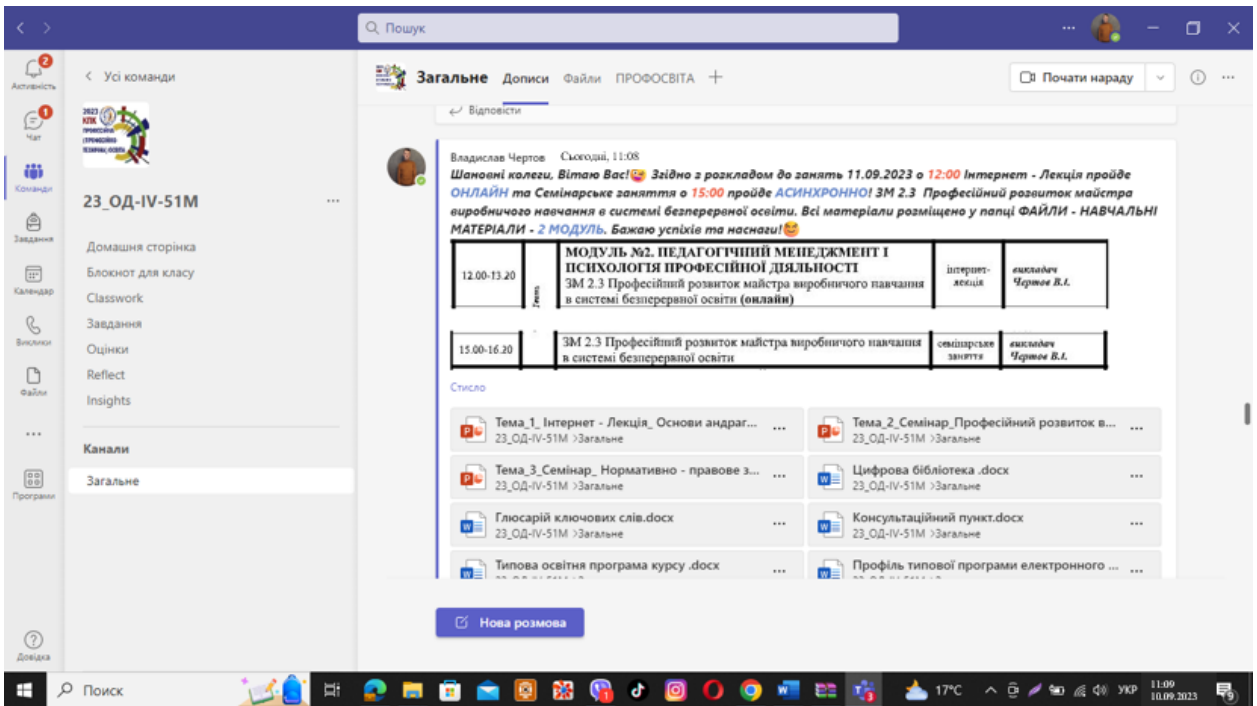 Пошук
2
Активність
Усі команди
Загальне Дописи Файли ПРОФОСВІТА
Почати нараду
1
Чат
2023
КПК
Відповісти
Команди
Владислав Чертов Сьогодні, 11:08
Шановні колеги, Вітаю Вас! Згідно з розкладом до занять 11.09.2023 о 12:00 Інтернет - Лекція пройде
ОНЛАЙН та Семінарське заняття о 15:00 пройде АСИНХРОННО! ЗМ 2.3 Професійний розвиток майстра
виробничого навчання в системі безперервної освіти. Всі матеріали розміщено у папці ФАЙЛИ - НАВЧАЛЬНІ
МАТЕРІАЛИ - 2 МОДУЛЬ. Бажаю успіхів та наснаги!
23_ОД-IV-51М
Завдання
Домашня сторінка
Блокнот для класу
Календар
Classwork
Завдання
Виклики
Оцінки
Reflect
Файли
Insights
12.00-13.20
МОДУЛЬ №2. ПЕДАГОГІЧНИЙ МЕНЕДЖМЕНТ І
ПСИХОЛОГІЯ ПРОФЕСІЙНОЇ ДІЯЛЬНОСТІ
ЗМ 2.3 Професійний розвиток майстра виробничого навчання
в системі безперервної освіти (онлайн)
інтернет-
лекція
викладач
Чертов В.І.
15.00-16.20
ЗМ 2.3 Професійний розвиток майстра виробничого навчання
в системі безперервної освіти
семінарське
заняття
викладач
Чертов В.І.
Стисло
Канали
Загальне
Програми
Тема_1_ Інтернет - Лекція_ Основи андраг...
23_ОД-IV-51М >Загальне
Тема_2_Семінар_Професійний розвиток в...
23_ОД-IV-51М >Загальне
Тема_3_Семінар_ Нормативно - правове з...
23_ОД-IV-51М >Загальне
Цифрова бібліотека .docx
23_ОД-IV-51М >Загальне
Глюсарій ключових слів.docx
23_ОД-IV-51М >Загальне
Консультаційний пункт.docx
23_ОД-IV-51М >Загальне
Типова освітня програма курсу .docx
Профіль типової програми електронного ...
Нова розмова
Довідка
Поиск
17°C
УКР
11:09
10.09.2023